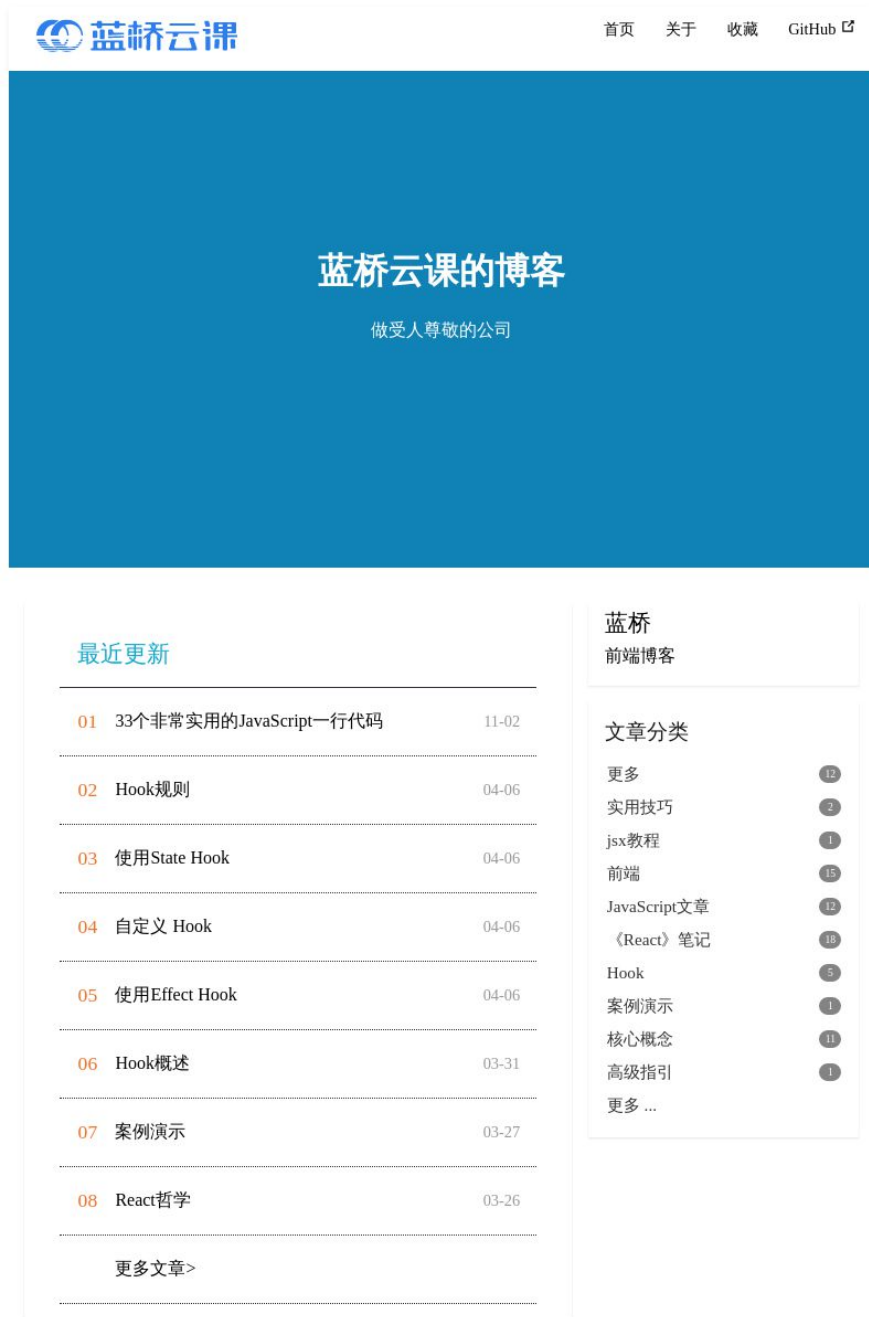 蓝桥云课
首页 关于 收藏 GitHub
蓝桥云课的博客
做受人尊敬的公司
最近更新
01 33个非常实用的JavaScript一行代码 11-02
02 Hook规则 04-06
03 使用State Hook 04-06
04 自定义 Hook 04-06
05 使用Effect Hook 04-06
06 Hook概述 03-31
07 案例演示 03-27
08 React哲学 03-26
更多文章>
蓝桥
前端博客
文章分类
更多 12
实用技巧 2
jsx教程 1
前端 15
JavaScript文章 12
《React》笔记 18
Hook 5
案例演示 1
核心概念 11
高级指引 1
更多 ...